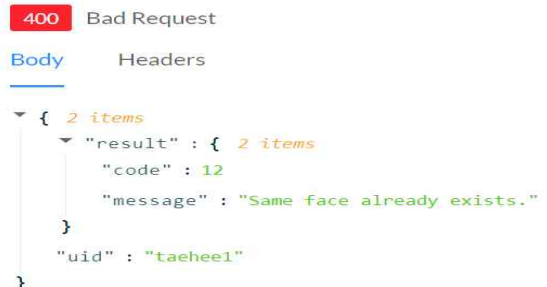 400 Bad Request
Body Headers
{ 2 items
"result" : { 2 items
"code" : 12
"message" : "Same face already exists."
}
"uid" : "taehee1"
}